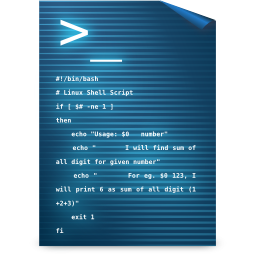 >_
#!/bin/bash
# Linux Shell Script
if [ $# -ne 1 ]
then
echo "Usage: $0 number"
echo " I will find sum of
all digit for given number"
echo " For eg. $0 123, I
will print 6 as sum of all digit (1
+2+3)"
exit 1
fi